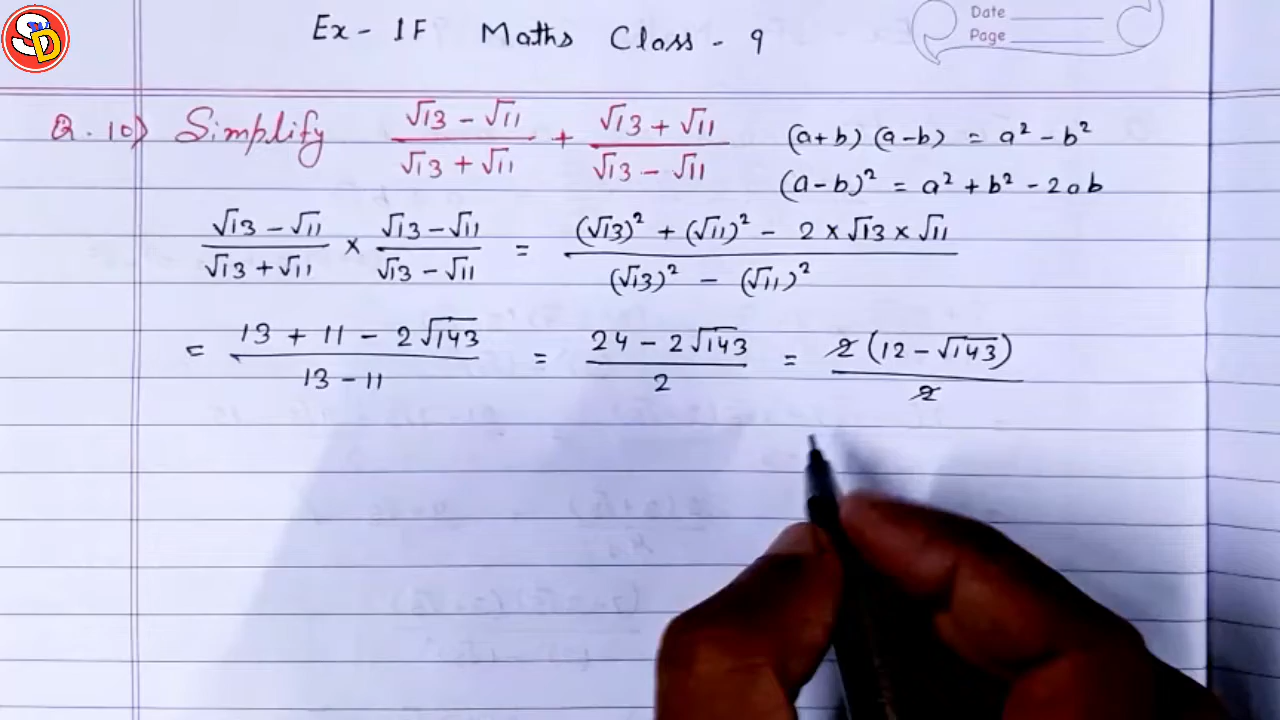 SD
Date
Page
Ex - 1F Maths Class - 9
Q. 10) Simplify (√13 - √11)/(√13 + √11) + (√13 + √11)/(√13 - √11)
(a+b) (a-b) = a² - b²
(a-b)² = a² + b² - 2ab
(√13 - √11)/(√13 + √11) × (√13 - √11)/(√13 - √11) = ((√13)² + (√11)² - 2 × √13 × √11)/((√13)² - (√11)²)
= (13 + 11 - 2√143)/(13 - 11) = (24 - 2√143)/2 = 2(12 - √143)/2